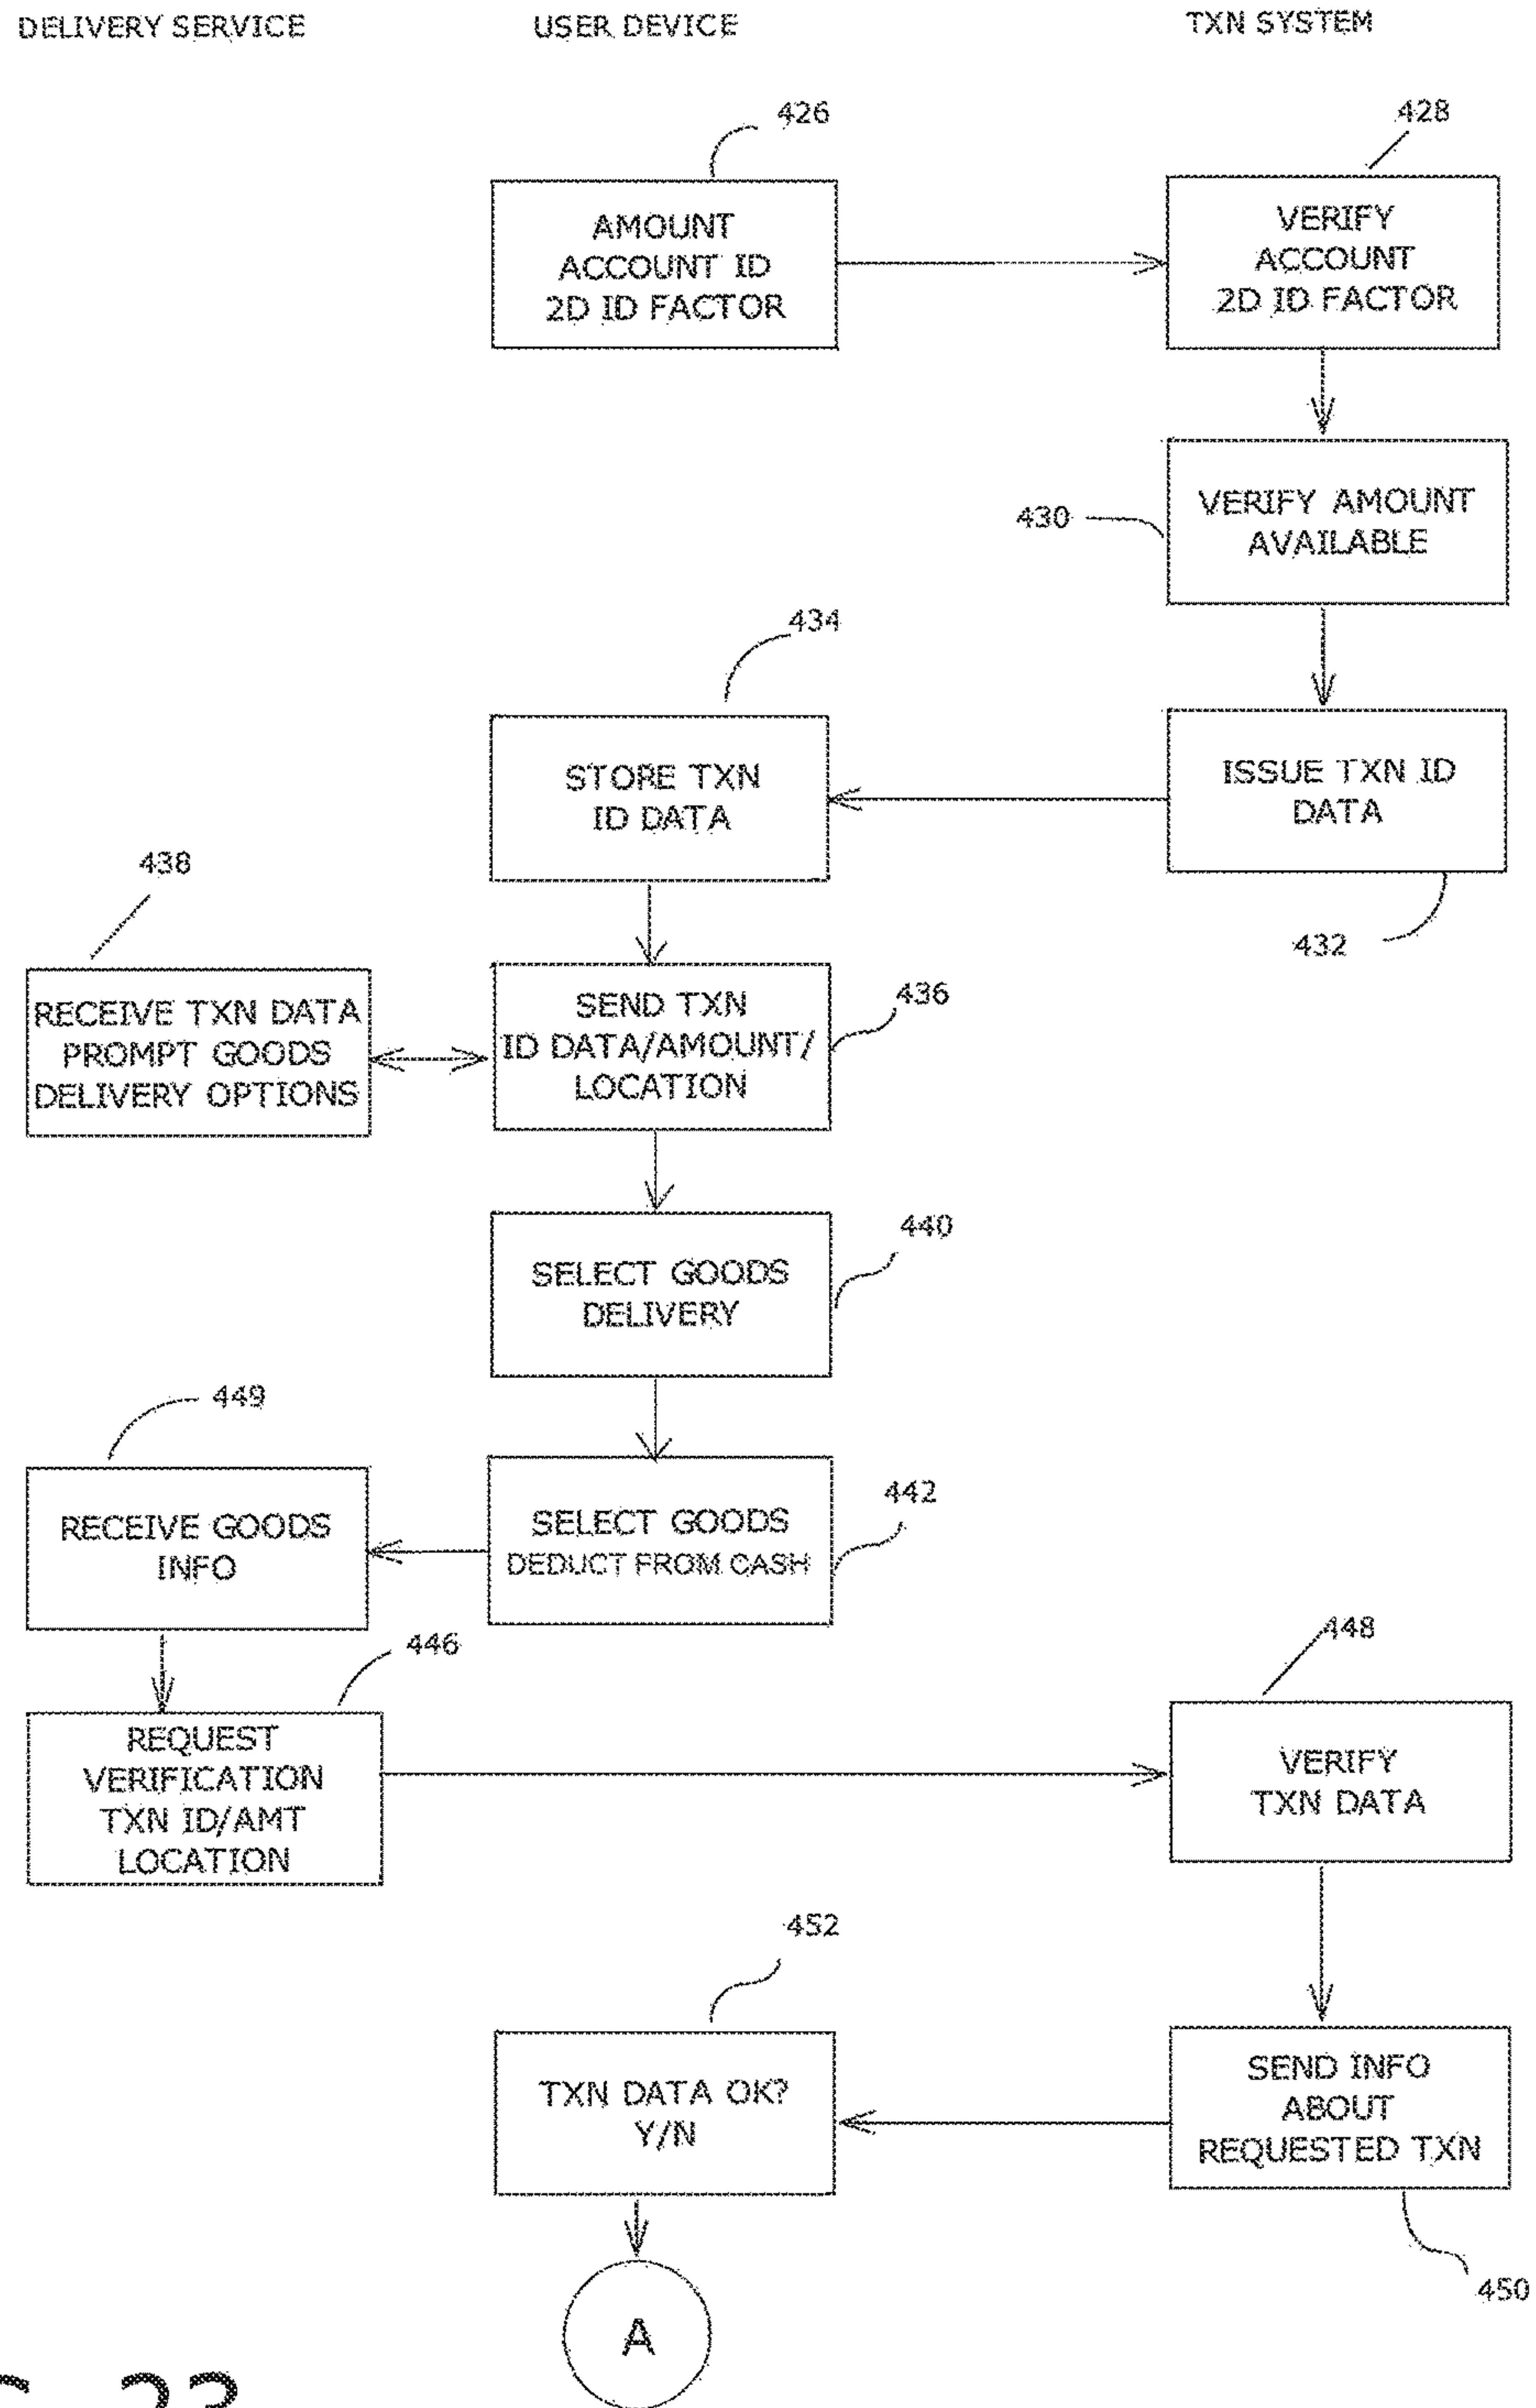 DELIVERY SERVICE
USER DEVICE
TXN SYSTEM
426
428
AMOUNT
ACCOUNT ID
2D ID FACTOR
VERIFY
ACCOUNT
2D ID FACTOR
430
VERIFY AMOUNT
AVAILABLE
434
STORE TXN
ID DATA
ISSUE TXN ID
DATA
432
438
RECEIVE TXN DATA
PROMPT GOODS
DELIVERY OPTIONS
SEND TXN
ID DATA/AMOUNT/
LOCATION
436
SELECT GOODS
DELIVERY
440
449
RECEIVE GOODS
INFO
SELECT GOODS
DEDUCT FROM CASH
442
446
REQUEST
VERIFICATION
TXN ID/AMT
LOCATION
448
VERIFY
TXN DATA
452
TXN DATA OK?
Y/N
SEND INFO
ABOUT
REQUESTED TXN
450
A
23